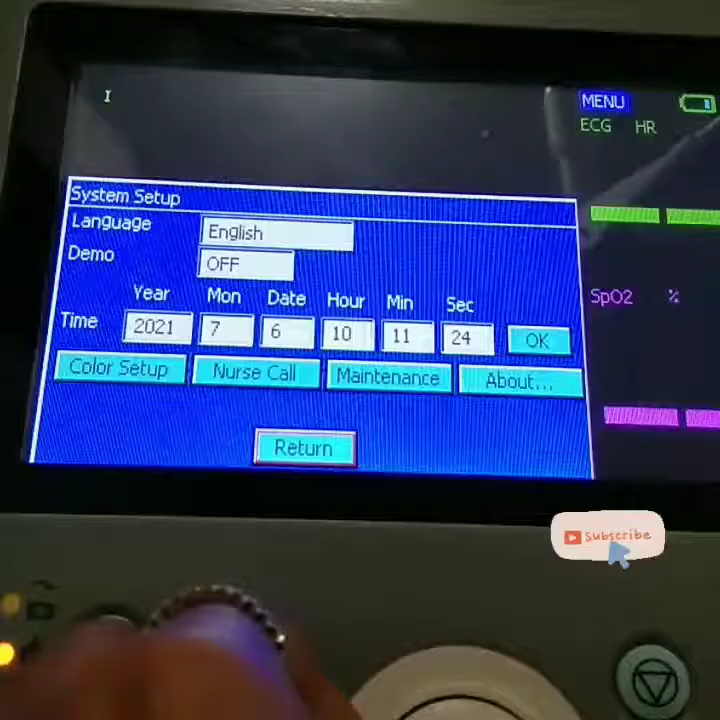 I
MENU
ECG HR
System Setup
Language English
Demo OFF
Year Mon Date Hour Min Sec
Time 2021 7 6 10 11 24 OK
Color Setup Nurse Call Maintenance About...
Return
SpO2 %
Subscribe